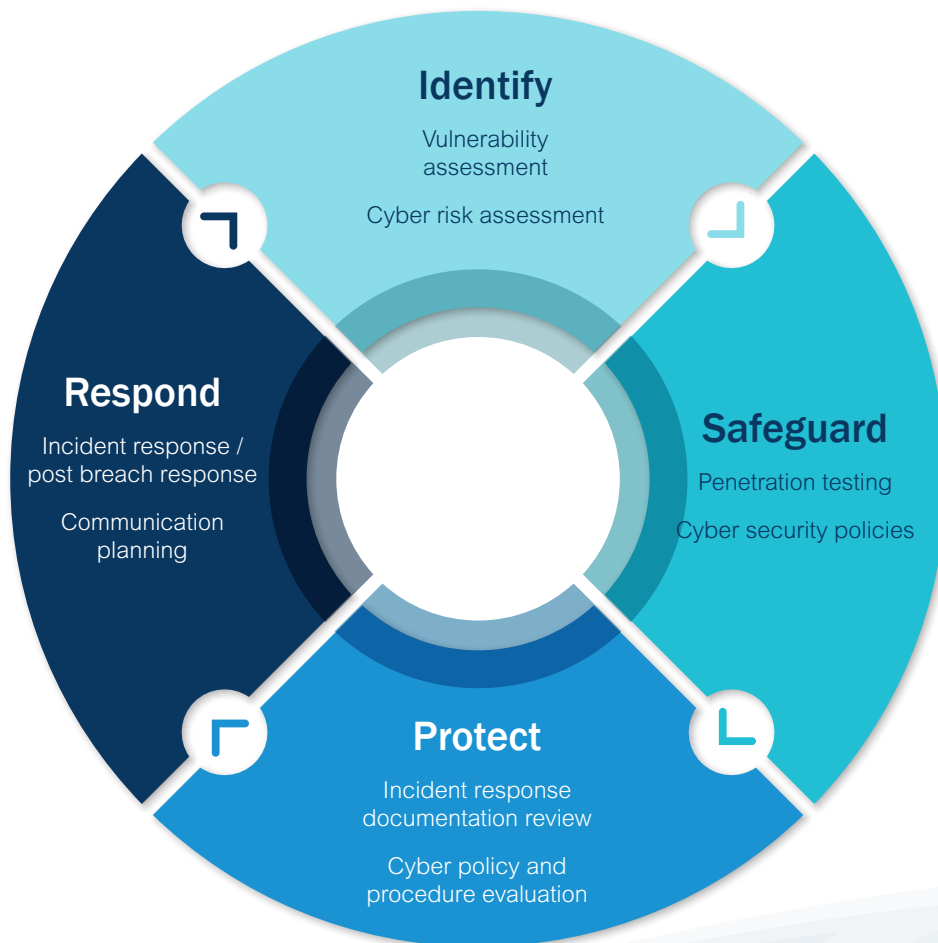 Identify
Vulnerability
assessment
Cyber risk assessment
Safeguard
Penetration testing
Cyber security policies
Protect
Incident response
documentation review
Cyber policy and
procedure evaluation
Respond
Incident response /
post breach response
Communication
planning